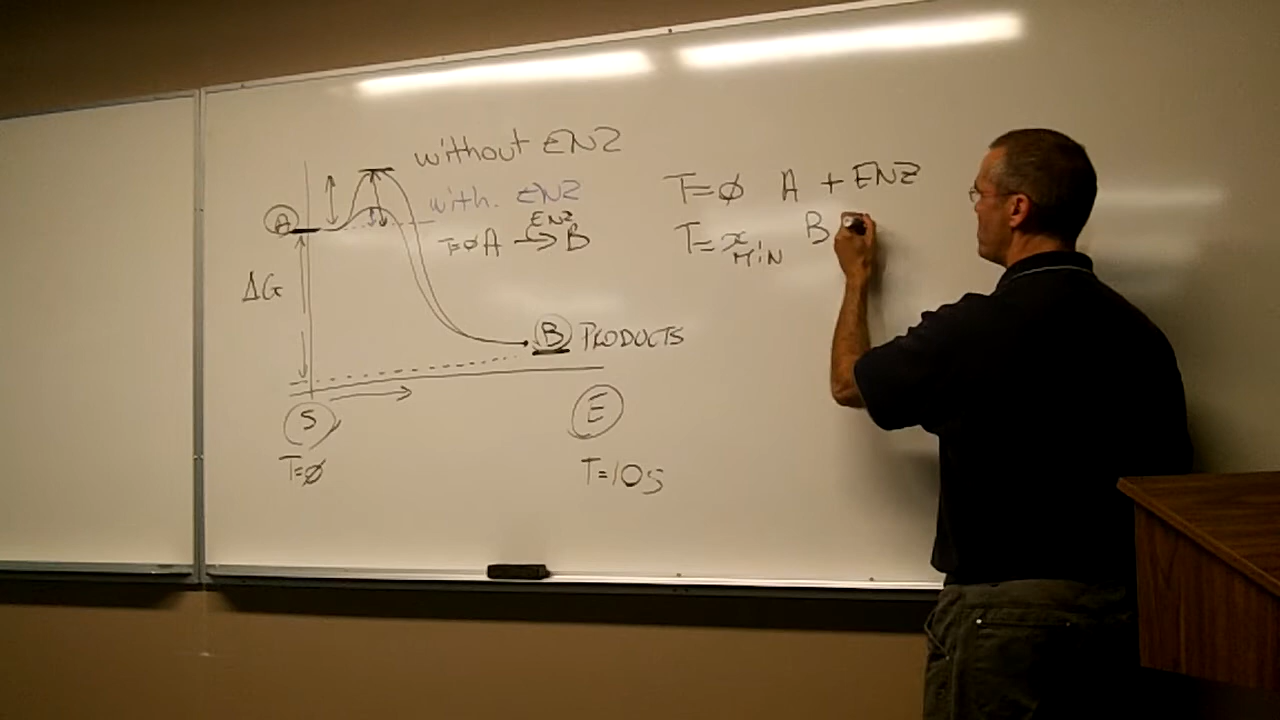 without ENZ
with. ENZ
ENZ
T=ø A → B
A
ΔG
B PRODUCTS
S
E
T=ø
T=10s
T=ø A + ENZ
T=x B
MiN